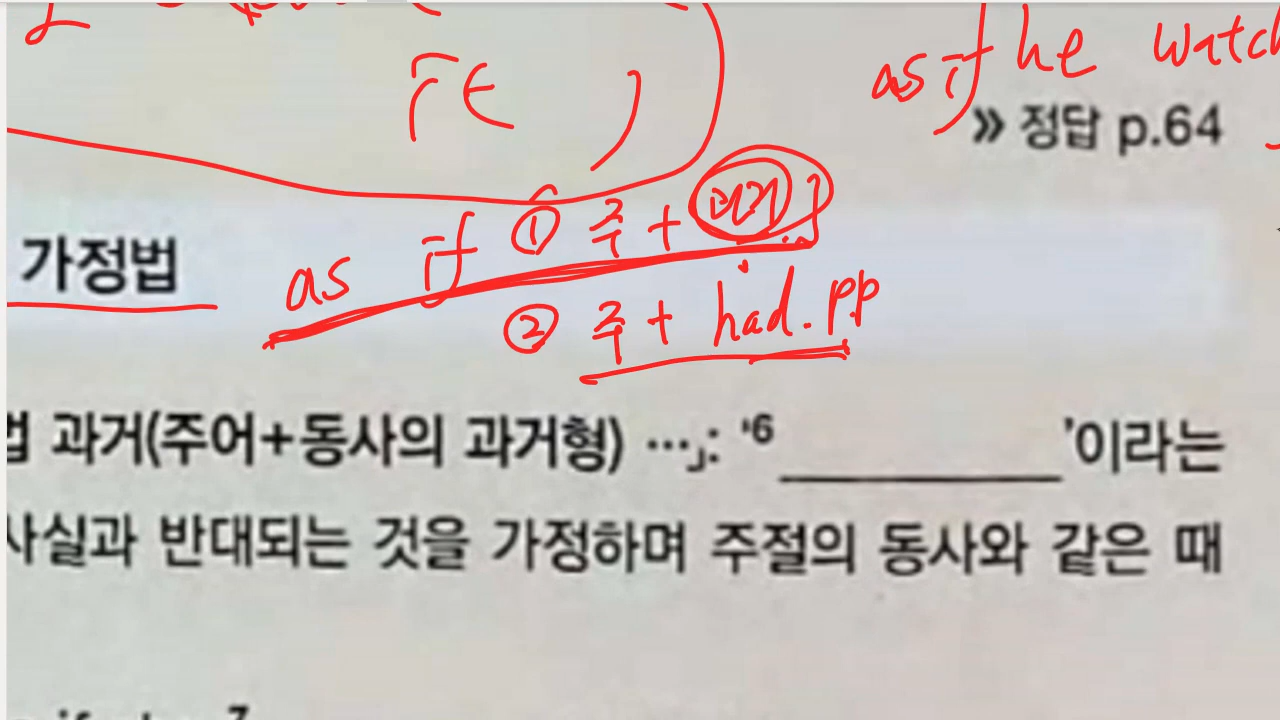 as if he watch
》 정답 p.64
가정법
as if ① 주 + 과거
② 주 + had. pp
법 과거(주어+동사의 과거형) …」: '6 ________ '이라는
사실과 반대되는 것을 가정하며 주절의 동사와 같은 때